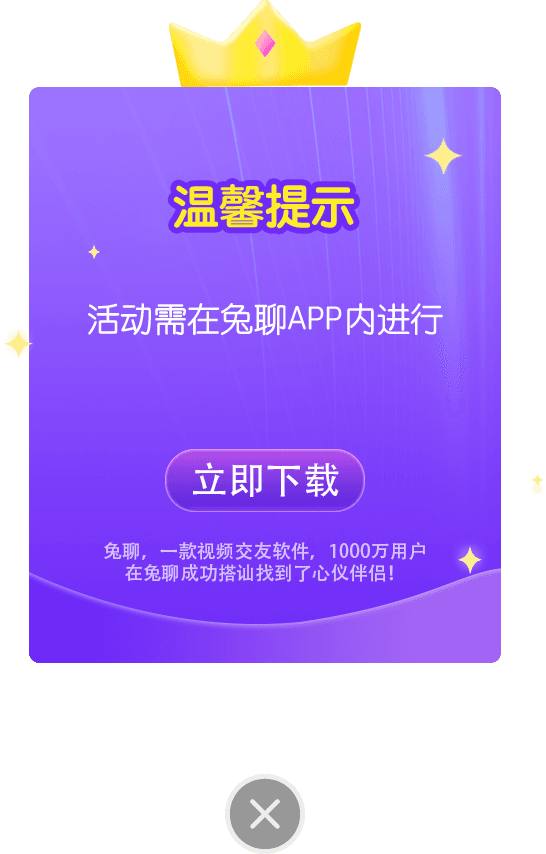 温馨提示
活动需在兔聊APP内进行
立即下载
兔聊，一款视频交友软件，1000万用户
在兔聊成功搭讪找到了心仪伴侣！